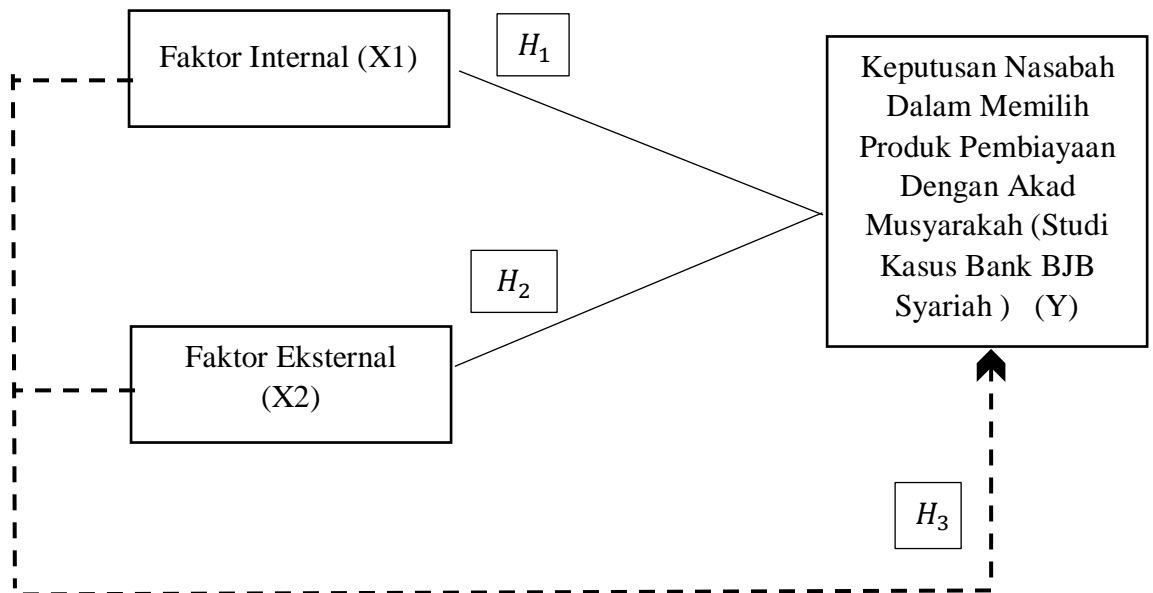 Faktor Internal (X1)
H₁
Keputusan Nasabah
Dalam Memilih
Produk Pembiayaan
Dengan Akad
Musyarakah (Studi
Kasus Bank BJB
Syariah ) (Y)
H₂
Faktor Eksternal
(X2)
H₃